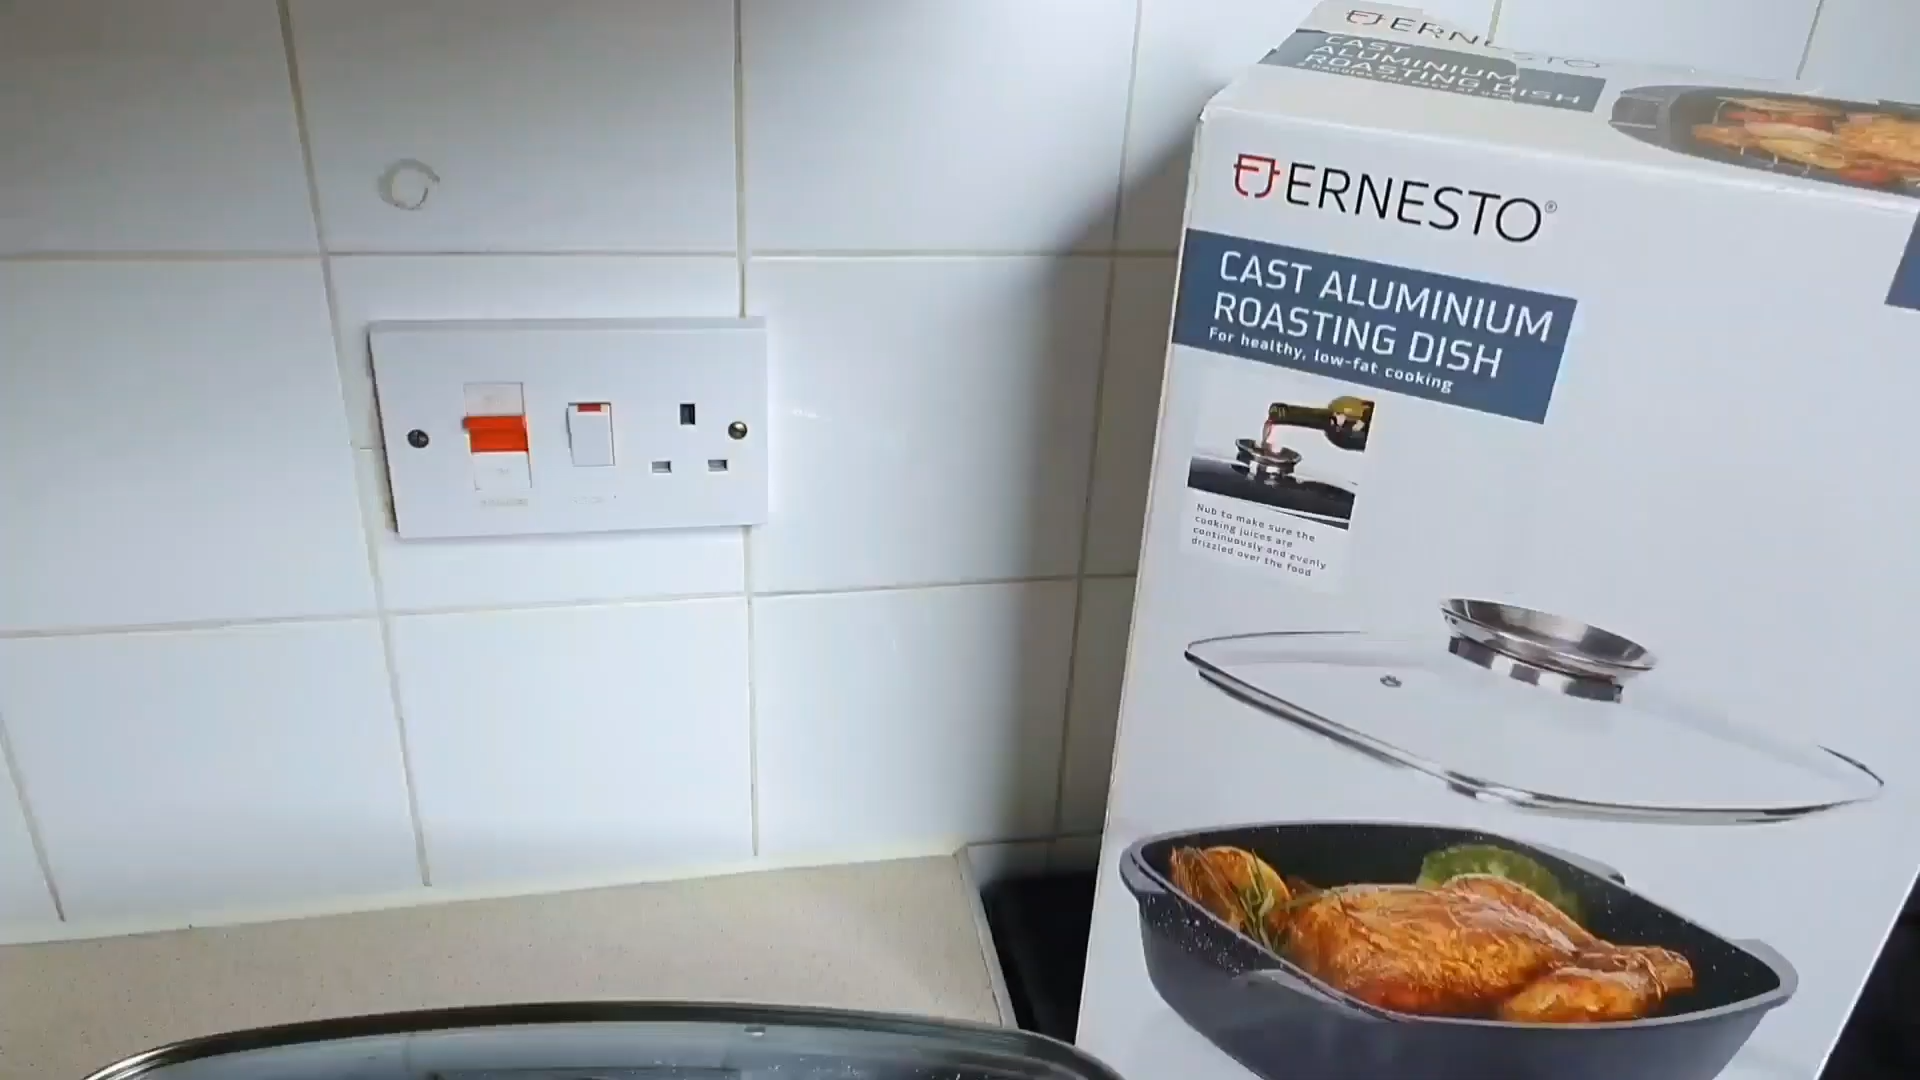 ERNESTO
CAST
ALUMINIUM
ROASTING DISH
ERNESTO®
CAST ALUMINIUM
ROASTING DISH
For healthy, low-fat cooking
Nub to make sure the
cooking juices are
continuously and evenly
drizzled over the food